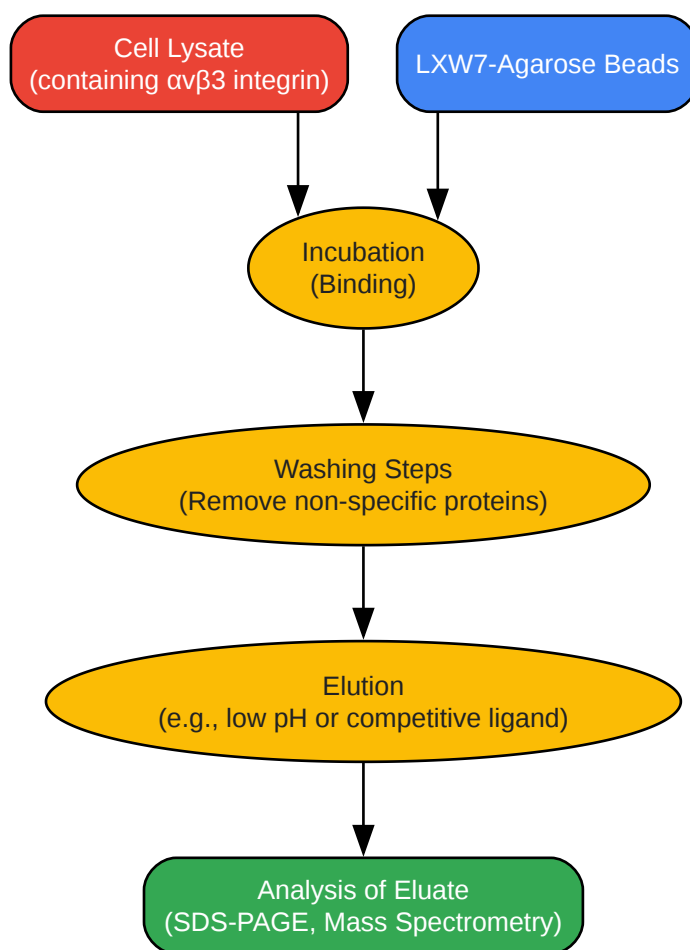 Cell Lysate
(containing αvβ3 integrin)
LXW7-Agarose Beads
Incubation
(Binding)
Washing Steps
(Remove non-specific proteins)
Elution
(e.g., low pH or competitive ligand)
Analysis of Eluate
(SDS-PAGE, Mass Spectrometry)